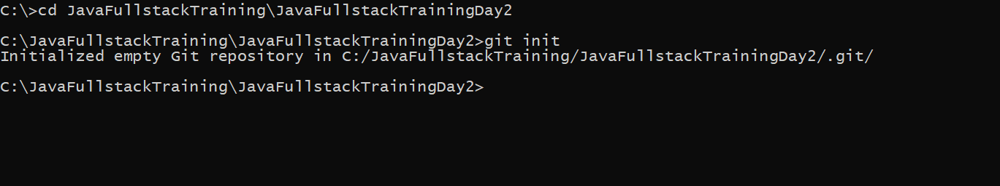 C:\>cd JavaFullstackTraining\JavaFullstackTrainingDay2
C:\JavaFullstackTraining\JavaFullstackTrainingDay2>git init
Initialized empty Git repository in C:/JavaFullstackTraining/JavaFullstackTrainingDay2/.git/
C:\JavaFullstackTraining\JavaFullstackTrainingDay2>